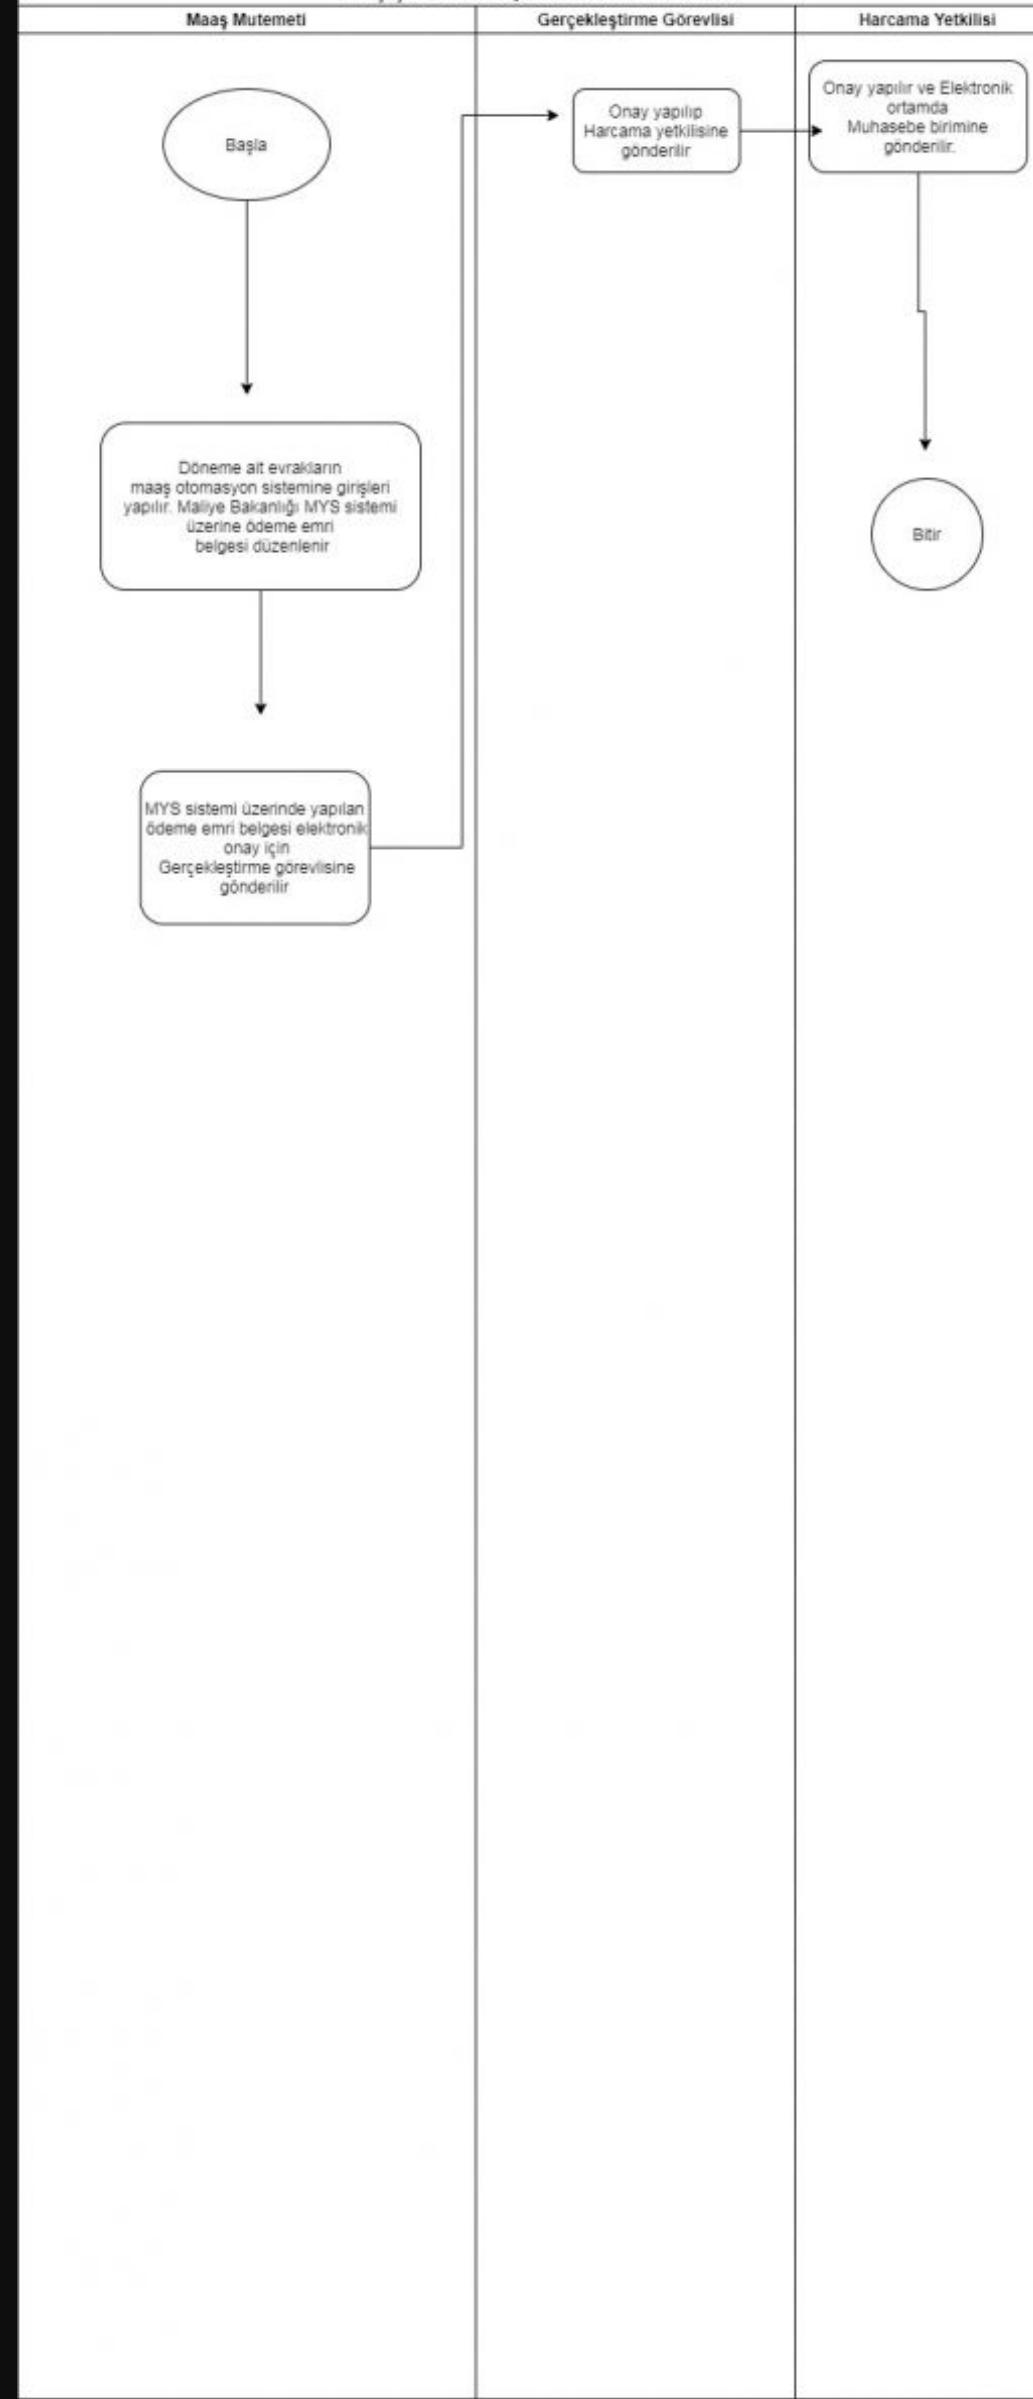 Maaş Mutemeti
Gerçekleştirme Görevlisi
Harcama Yetkilisi
Başla
Döneme ait evrakların
maaş otomasyon sistemine girişleri
yapılır. Maliye Bakanlığı MYS sistemi
üzerine ödeme emri
belgesi düzenlenir
MYS sistemi üzerinde yapılan
ödeme emri belgesi elektronik
onay için
Gerçekleştirme görevlisine
gönderilir
Onay yapılıp
Harcama yetkilisine
gönderilir
Onay yapılır ve Elektronik
ortamda
Muhasebe birimine
gönderilir.
Bitir